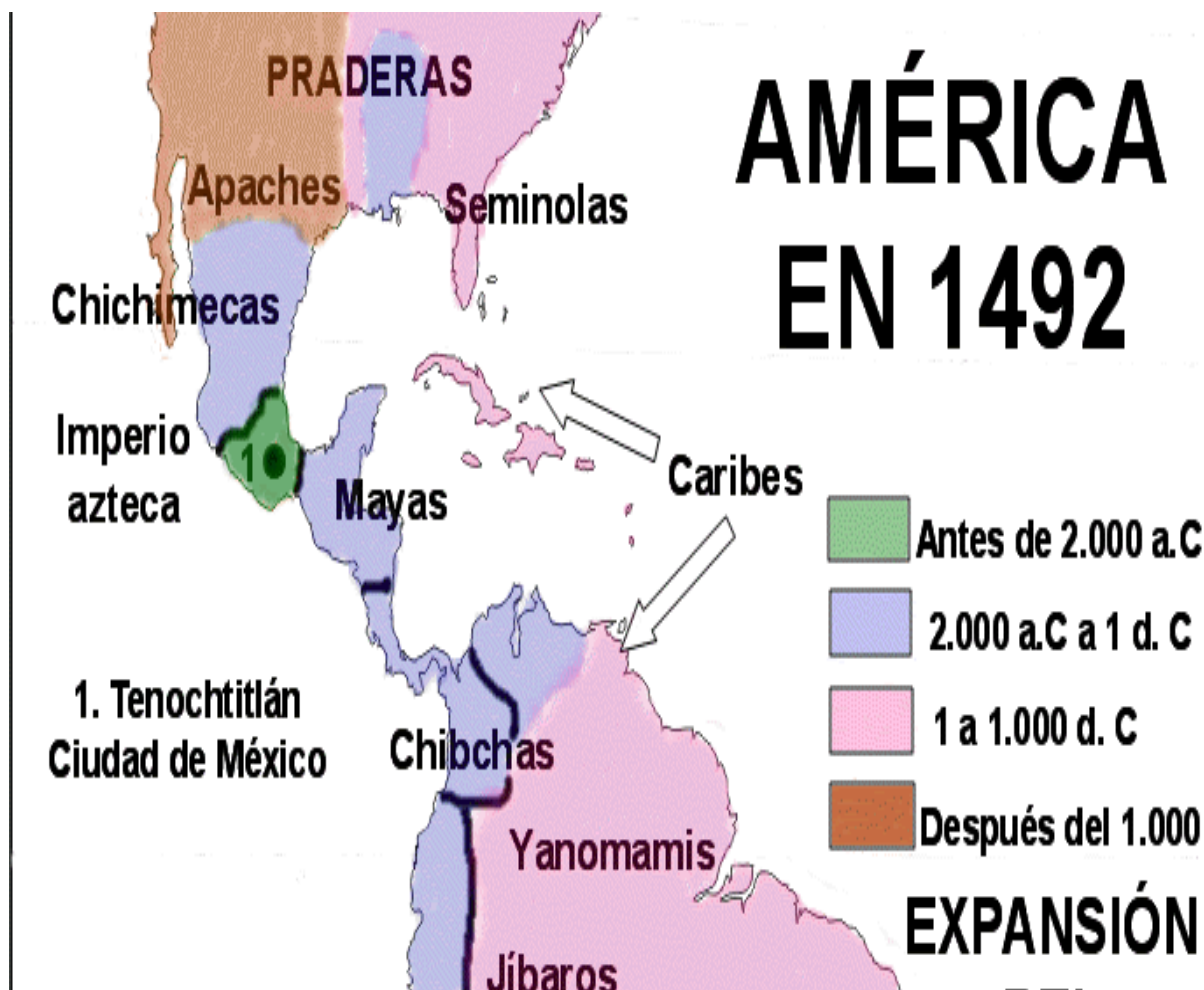 AMÉRICA
EN 1492
PRADERAS
Apaches
Seminolas
Chichimecas
Imperio
azteca
1
Mayas
Caribes
Antes de 2.000 a.C
2.000 a.C a 1 d. C
1 a 1.000 d. C
Después del 1.000
1. Tenochtitlán
Ciudad de México
Chibchas
Yanomamis
Jíbaros
EXPANSIÓN